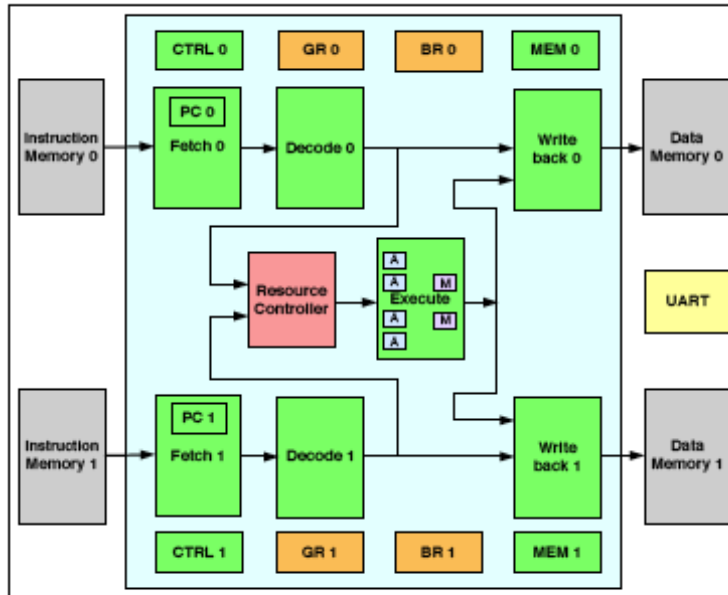 CTRL 0
GR 0
BR 0
MEM 0
Instruction
Memory 0
PC 0
Fetch 0
Decode 0
Write
back 0
Data
Memory 0
Resource
Controller
A
A
A
A
M
M
Execute
UART
Instruction
Memory 1
PC 1
Fetch 1
Decode 1
Write
back 1
Data
Memory 1
CTRL 1
GR 1
BR 1
MEM 1